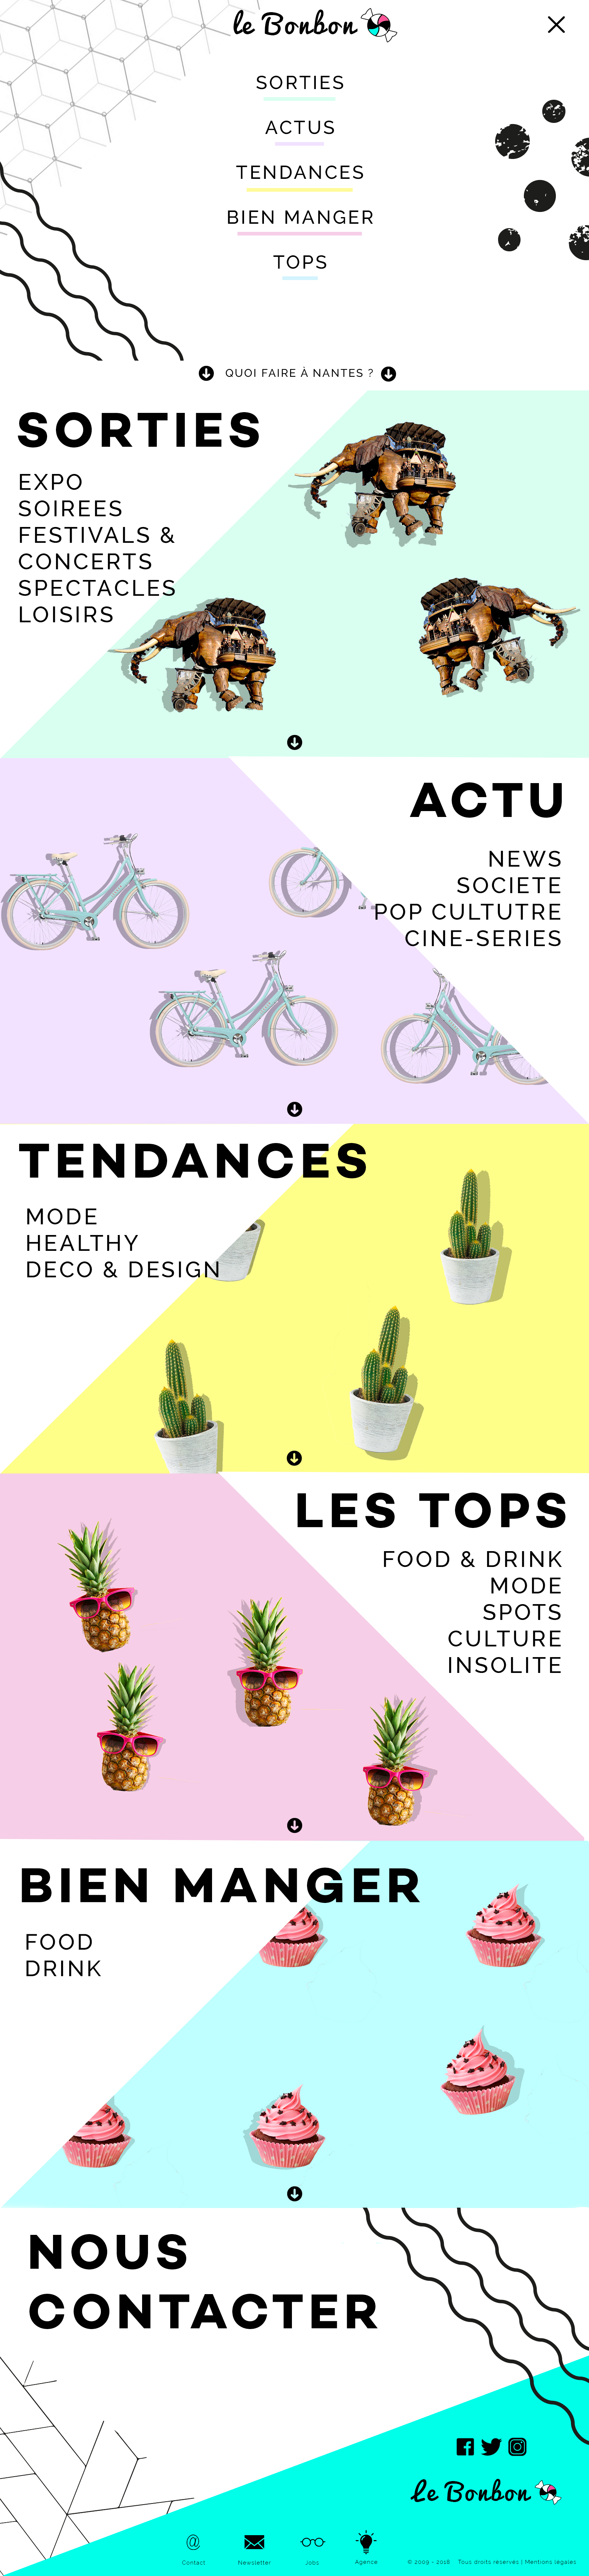 le Bonbon
SORTIES
ACTUS
TENDANCES
BIEN MANGER
TOPS
QUOI FAIRE À NANTES ?
SORTIES
EXPO
SOIREES
FESTIVALS &
CONCERTS
SPECTACLES
LOISIRS
ACTU
NEWS
SOCIETE
POP CULTUTRE
CINE-SERIES
TENDANCES
MODE
HEALTHY
DECO & DESIGN
LES TOPS
FOOD & DRINK
MODE
SPOTS
CULTURE
INSOLITE
BIEN MANGER
FOOD
DRINK
NOUS
CONTACTER
Le Bonbon
Contact
Newsletter
Jobs
Agence
© 2009 - 2016 Tous droits réservés | Mentions légales